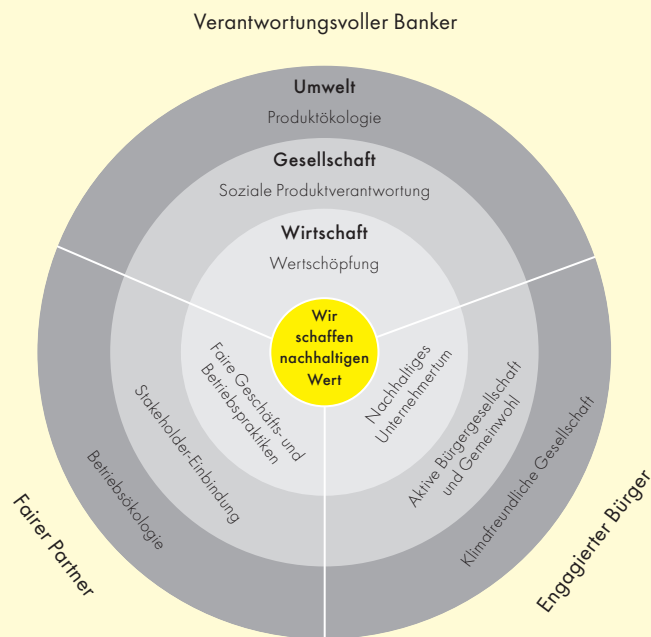 Verantwortungsvoller Banker
Umwelt
Produktökologie
Gesellschaft
Soziale Produktverantwortung
Wirtschaft
Wertschöpfung
Wir
schaffen
nachhaltigen
Wert
Faire Geschäfts- und
Betriebspraktiken
Stakeholder-Einbindung
Betriebsökologie
Fairer Partner
Nachhaltiges
Unternehmertum
Aktive Bürgergesellschaft
und Gemeinwohl
Klimafreundliche Gesellschaft
Engagierter Bürger